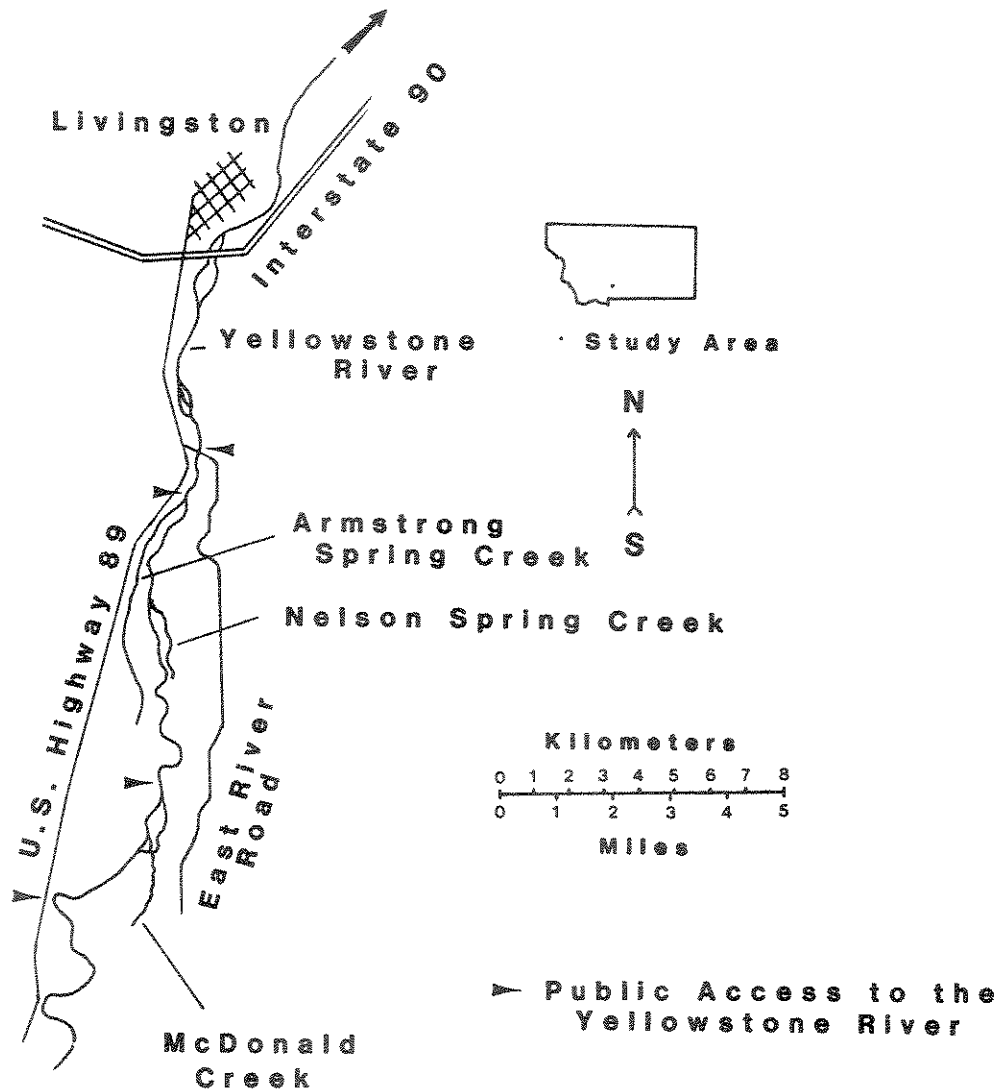 Livingston
Interstate 90
Yellowstone
River
Study Area
N
S
Armstrong
Spring Creek
Nelson Spring Creek
U.S. Highway 89
East River
Road
Kilometers
0 1 2 3 4 5 6 7 8
0 1 2 3 4 5
Miles
McDonald
Creek
Public Access to the
Yellowstone River